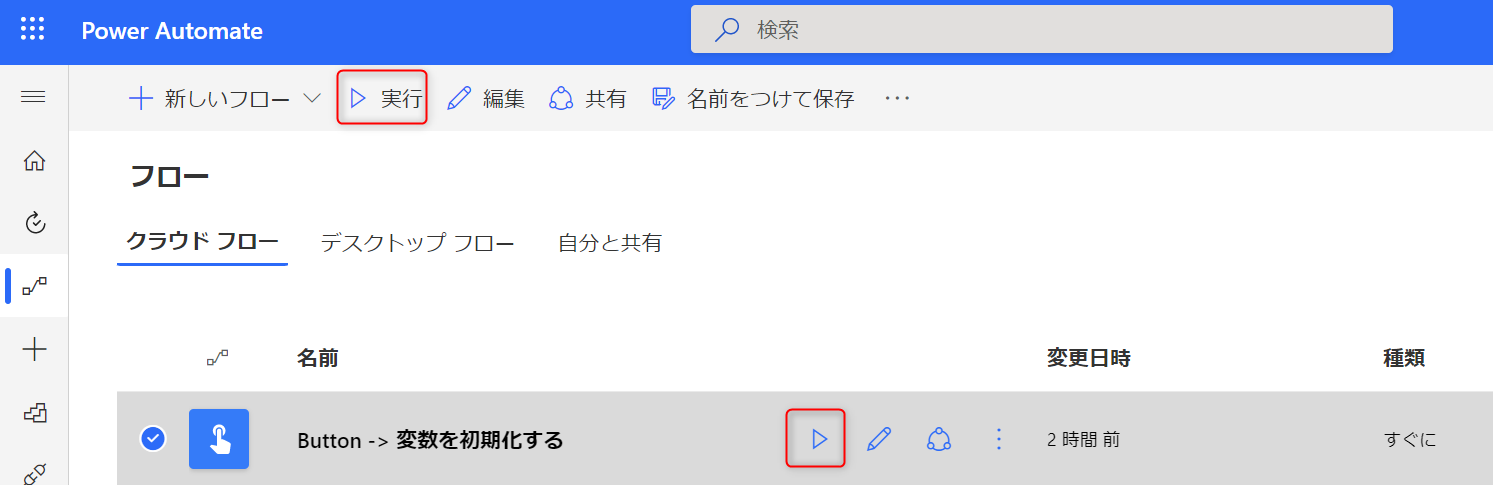 Power Automate
検索
新しいフロー 実行 編集 共有 名前をつけて保存 ···
フロー
クラウド フロー デスクトップ フロー 自分と共有
名前 変更日時 種類
Button -> 変数を初期化する 2 時間 前 すぐに